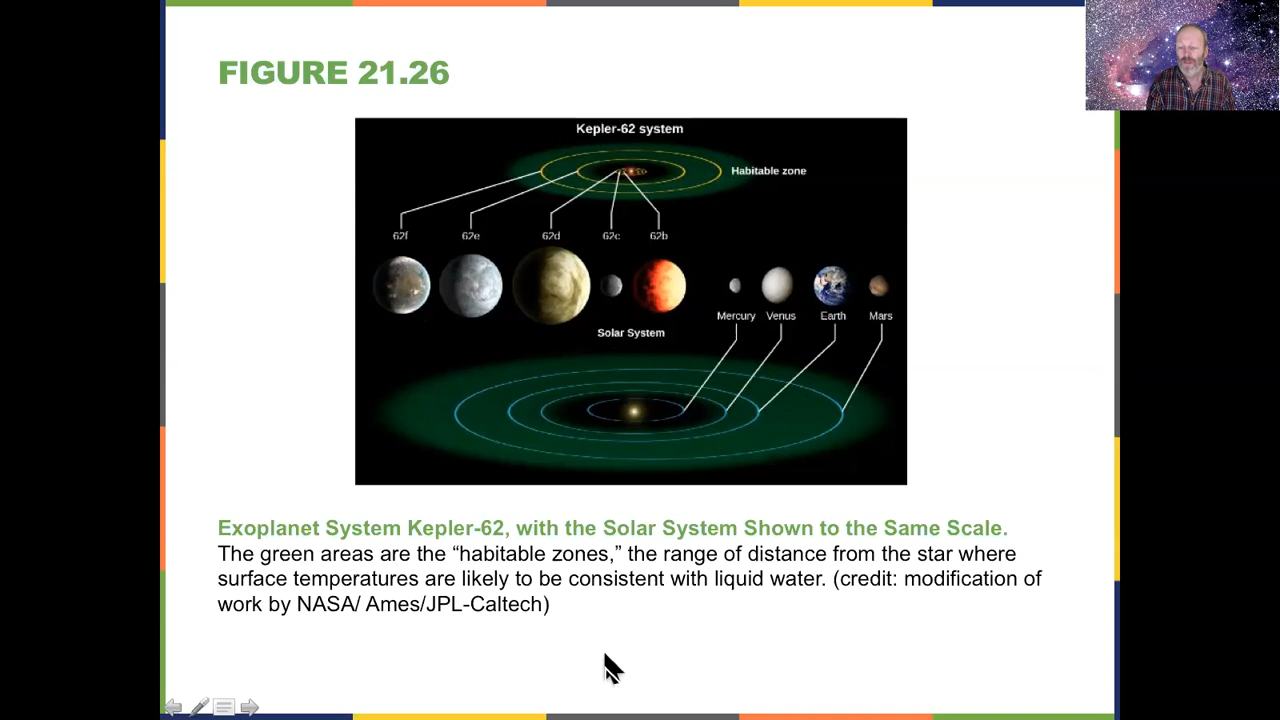 FIGURE 21.26
Kepler-62 system
Habitable zone
62f 62e 62d 62c 62b
Mercury Venus Earth Mars
Solar System
Exoplanet System Kepler-62, with the Solar System Shown to the Same Scale.
The green areas are the “habitable zones,” the range of distance from the star where
surface temperatures are likely to be consistent with liquid water. (credit: modification of
work by NASA/ Ames/JPL-Caltech)